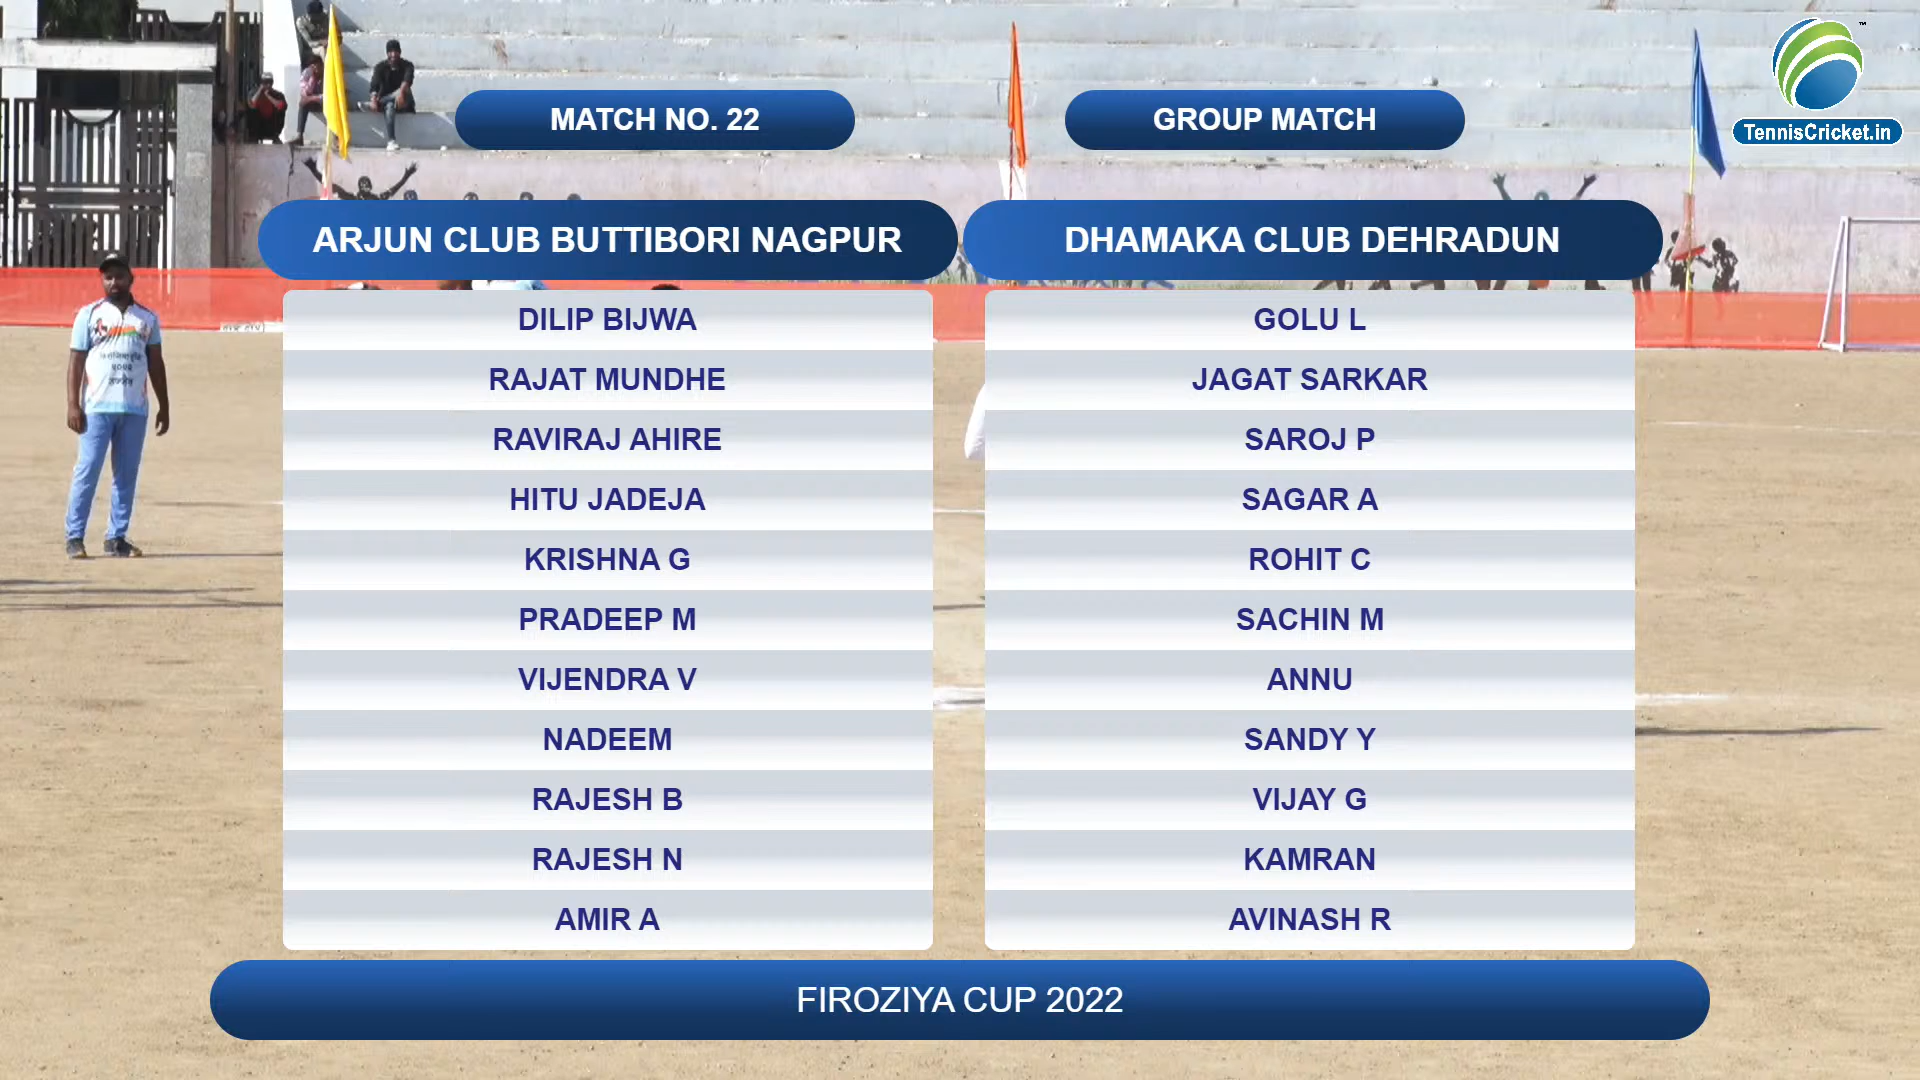 MATCH NO. 22
GROUP MATCH
TennisCricket.in
ARJUN CLUB BUTTIBORI NAGPUR
DILIP BIJWA
RAJAT MUNDHE
RAVIRAJ AHIRE
HITU JADEJA
KRISHNA G
PRADEEP M
VIJENDRA V
NADEEM
RAJESH B
RAJESH N
AMIR A
DHAMAKA CLUB DEHRADUN
GOLU L
JAGAT SARKAR
SAROJ P
SAGAR A
ROHIT C
SACHIN M
ANNU
SANDY Y
VIJAY G
KAMRAN
AVINASH R
FIROZIYA CUP 2022